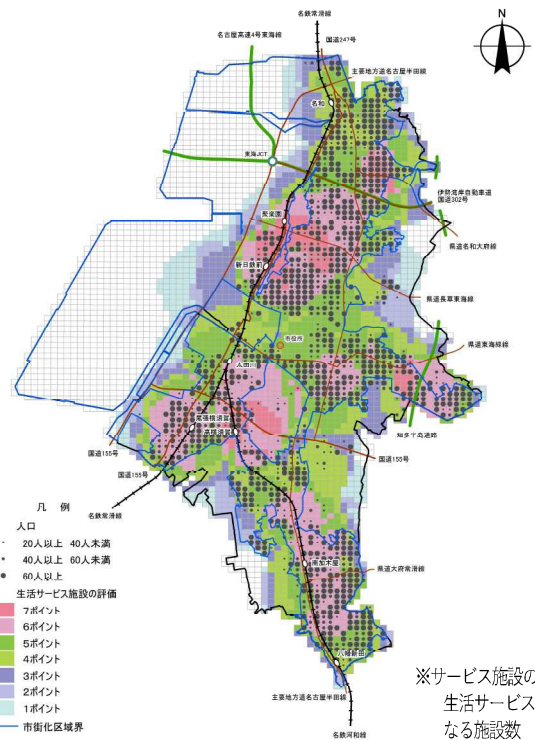 名鉄常滑線
N
名古屋高速4号東海線
国道247号
主要地方道名古屋半田線
名和
東海JCT
伊勢湾岸自動車道
国道302号
聚楽園
県道名和大府線
新日鉄前
県道長草東海線
市役所
県道東海緑線
太田川
尾張横須賀
高横須賀
知多半島道路
国道155号
国道155号
国道155号
名鉄常滑線
凡 例
人口
20人以上 40人未満
40人以上 60人未満
60人以上
南加木屋
県道大府常滑線
生活サービス施設の評価
7ポイント
6ポイント
5ポイント
4ポイント
3ポイント
2ポイント
1ポイント
市街化区域界
八幡新田
主要地方道名古屋半田線
名鉄河和線
※サービス施設の
生活サービス
なる施設数